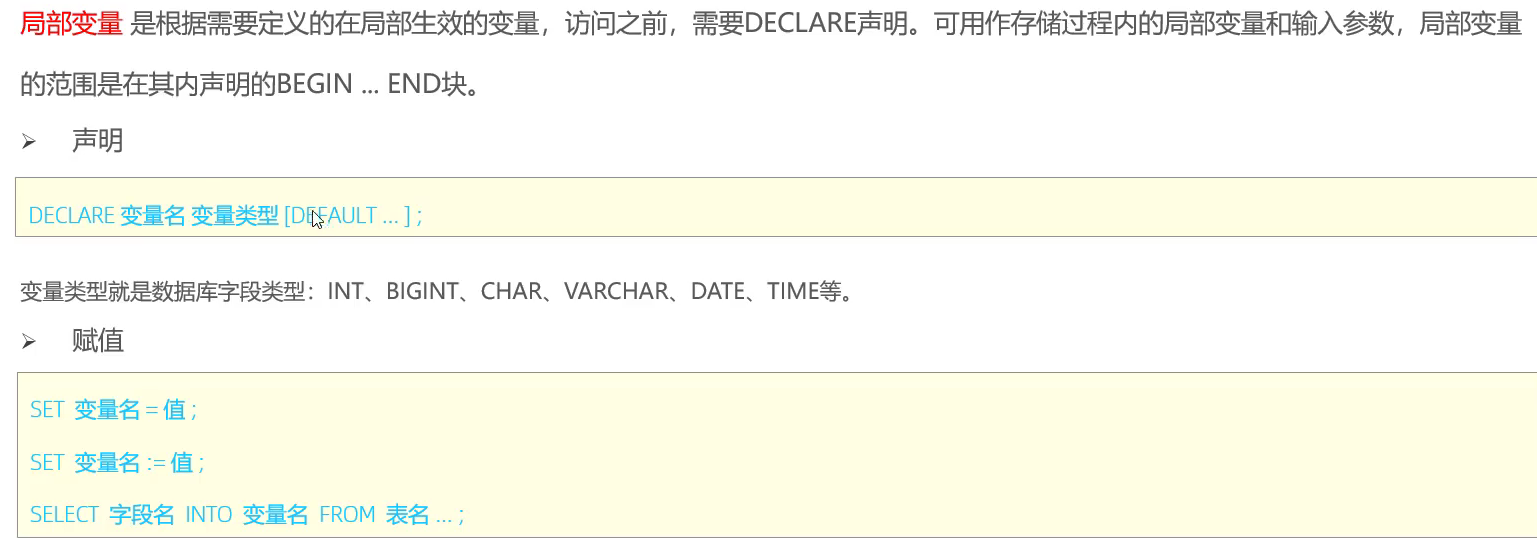 局部变量 是根据需要定义的在局部生效的变量，访问之前，需要DECLARE声明。可用作存储过程内的局部变量和输入参数，局部变量
的范围是在其内声明的BEGIN ... END块。
➢ 声明
DECLARE 变量名 变量类型 [DEFAULT ... ] ;
变量类型就是数据库字段类型：INT、BIGINT、CHAR、VARCHAR、DATE、TIME等。
➢ 赋值
SET 变量名 = 值 ;
SET 变量名 := 值 ;
SELECT 字段名 INTO 变量名 FROM 表名 ... ;